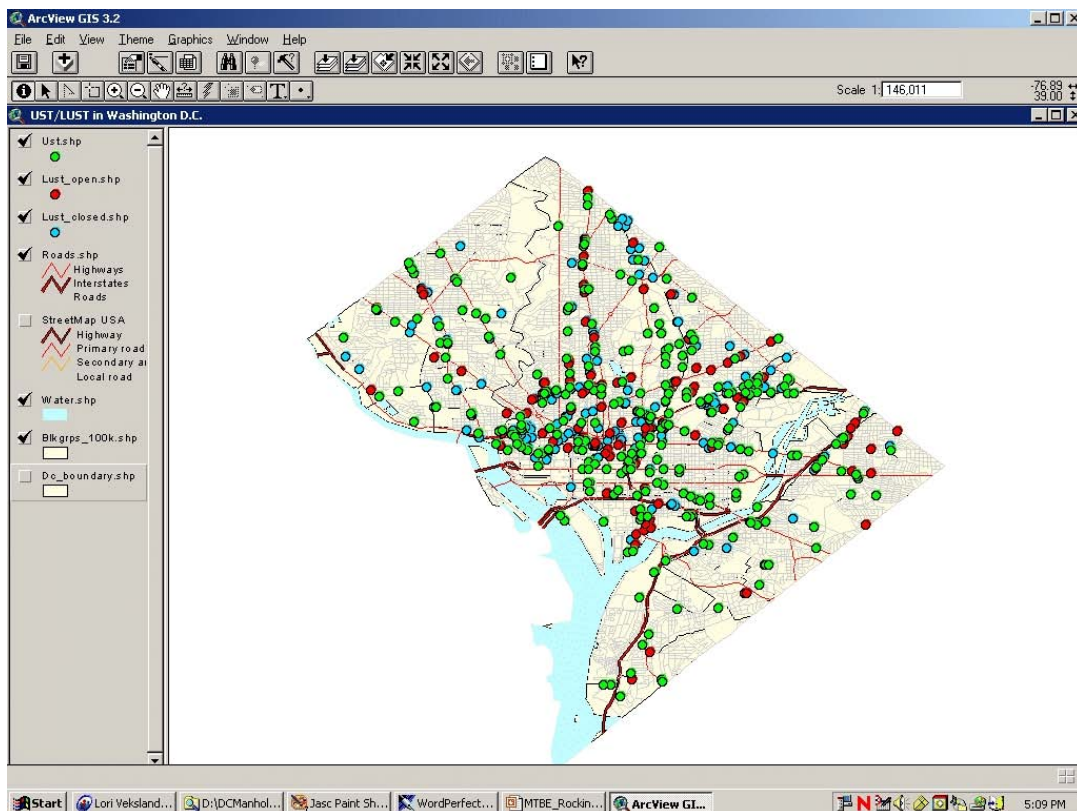 ArcView GIS 3.2
File Edit View Theme Graphics Window Help
Scale 1: 146,011
-76.89
39.00
UST/LUST in Washington D.C.
Ust.shp
Lust_open.shp
Lust_closed.shp
Roads.shp
Highways
Interstates
Roads
StreetMap USA
Highway
Primary road
Secondary a
Local road
Water.shp
Blkgrps_100k.shp
Dc_boundary.shp
Start Lori Veksland... D:\DCManhol... Jasc Paint Sh... WordPerfect... MTBE_Rockin... ArcView GI... 5:09 PM